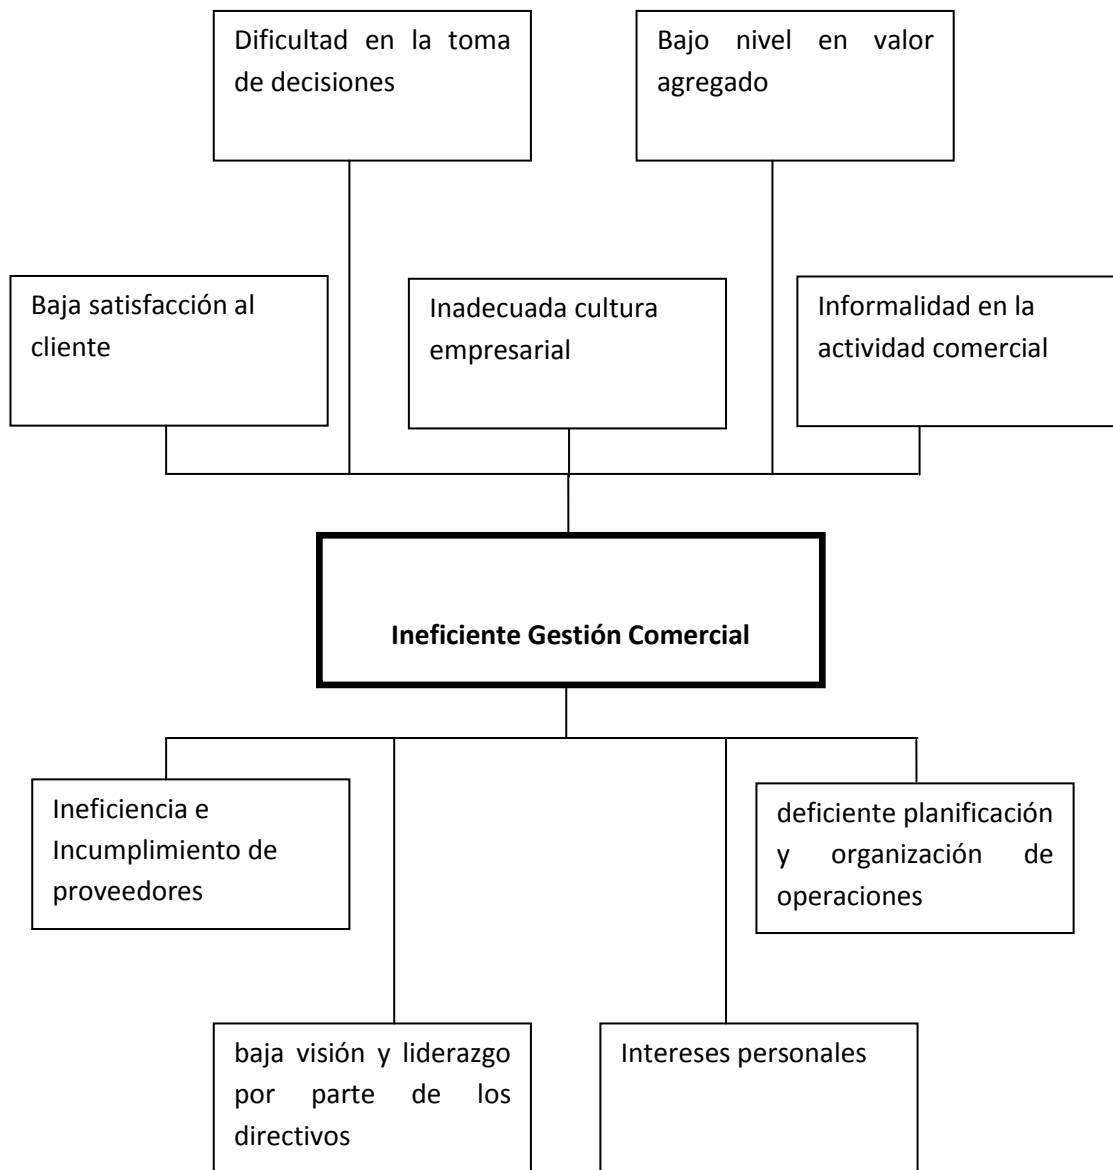 Dificultad en la toma
de decisiones
Bajo nivel en valor
agregado
Baja satisfacción al
cliente
Inadecuada cultura
empresarial
Informalidad en la
actividad comercial
Ineficiente Gestión Comercial
Ineficiencia e
Incumplimiento de
proveedores
deficiente planificación
y organización de
operaciones
baja visión y liderazgo
por parte de los
directivos
Intereses personales